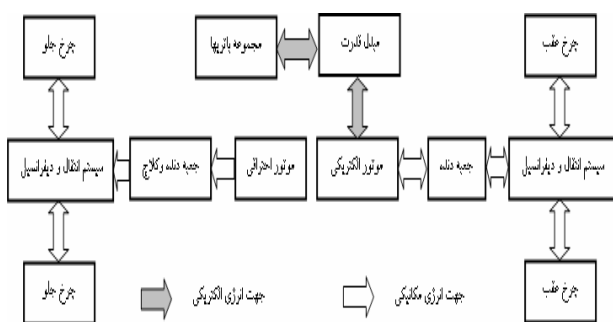 چرخ عقب
مبدل قدرت
مجموعه باتریها
چرخ جلو
سیستم انتقال و دیفرانسیل
جعبه دنده
موتور الکتریکی
موتور احتراقی
جعبه دنده وکلاچ
سیستم انتقال و دیفرانسیل
چرخ عقب
جهت انرژی مکانیکی
جهت انرژی الکتریکی
چرخ جلو